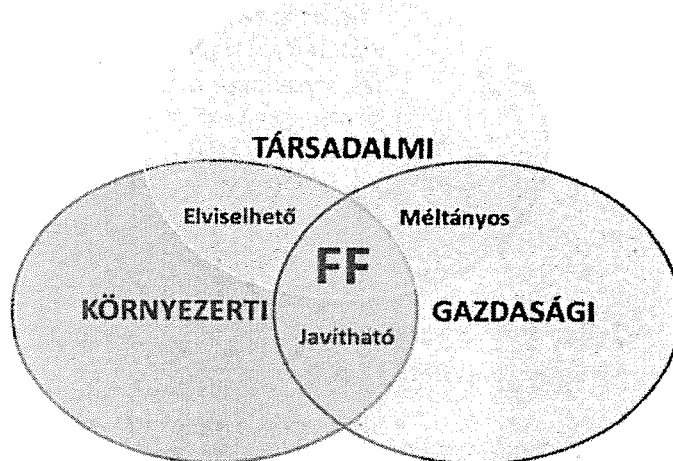 TÁRSADALMI
Elviselhető Méltányos
FF
KÖRNYEZERTI GAZDASÁGI
Javítható